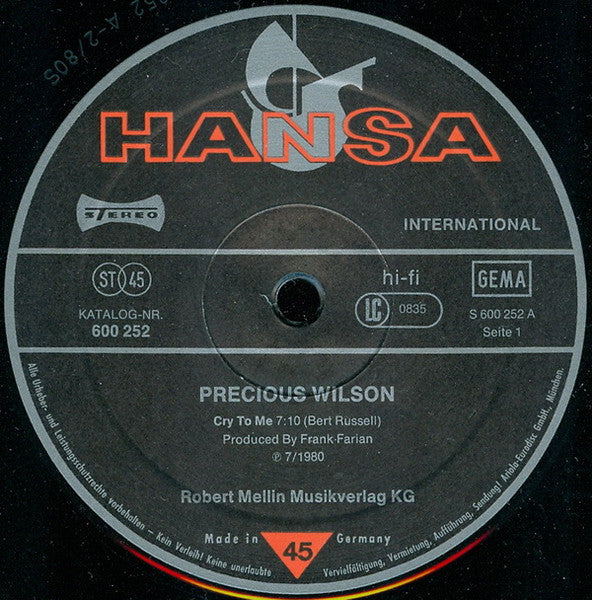 252 A-2/80S
HANSA
STEREO
INTERNATIONAL
ST 45
hi-fi
GEMA
KATALOG-NR.
600 252
LC 0835
S 600 252 A
Seite 1
PRECIOUS WILSON
Cry To Me 7:10 (Bert Russell)
Produced By Frank Farian
℗ 7/1980
Robert Mellin Musikverlag KG
Made in Germany
45
Alle Urheber- und Leistungsschutzrechte vorbehalten – Kein Verleih! Keine unerlaubte Vervielfältigung, Vermietung, Aufführung, Sendung! Ariola-Eurodisc GmbH, München.